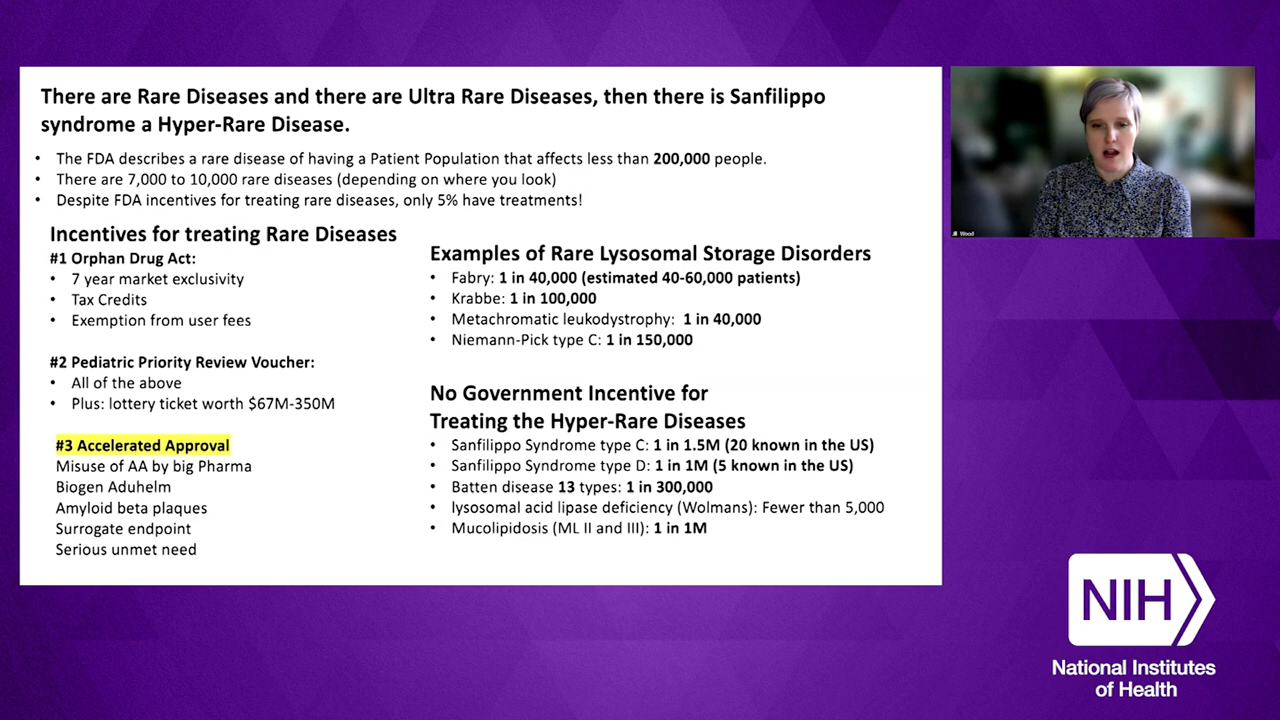 There are Rare Diseases and there are Ultra Rare Diseases, then there is Sanfilippo
syndrome a Hyper-Rare Disease.
• The FDA describes a rare disease of having a Patient Population that affects less than 200,000 people.
• There are 7,000 to 10,000 rare diseases (depending on where you look)
• Despite FDA incentives for treating rare diseases, only 5% have treatments!
Incentives for treating Rare Diseases
#1 Orphan Drug Act:
• 7 year market exclusivity
• Tax Credits
• Exemption from user fees
#2 Pediatric Priority Review Voucher:
• All of the above
• Plus: lottery ticket worth $67M-350M
#3 Accelerated Approval
Misuse of AA by big Pharma
Biogen Aduhelm
Amyloid beta plaques
Surrogate endpoint
Serious unmet need
Examples of Rare Lysosomal Storage Disorders
• Fabry: 1 in 40,000 (estimated 40-60,000 patients)
• Krabbe: 1 in 100,000
• Metachromatic leukodystrophy: 1 in 40,000
• Niemann-Pick type C: 1 in 150,000
No Government Incentive for
Treating the Hyper-Rare Diseases
• Sanfilippo Syndrome type C: 1 in 1.5M (20 known in the US)
• Sanfilippo Syndrome type D: 1 in 1M (5 known in the US)
• Batten disease 13 types: 1 in 300,000
• lysosomal acid lipase deficiency (Wolmans): Fewer than 5,000
• Mucolipidosis (ML II and III): 1 in 1M
Wood
NIH
National Institutes
of Health